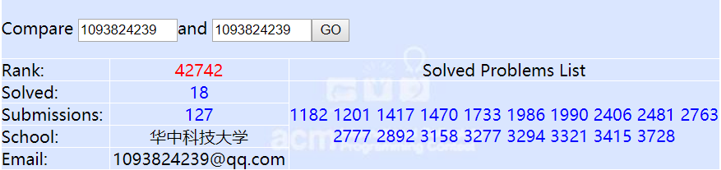 Compare 1093824239 and 1093824239 GO
Rank: 42742 Solved Problems List
Solved: 18
Submissions: 127 1182 1201 1417 1470 1733 1986 1990 2406 2481 2763
School: 华中科技大学 2777 2892 3158 3277 3294 3321 3415 3728
Email: 1093824239@qq.com
acm